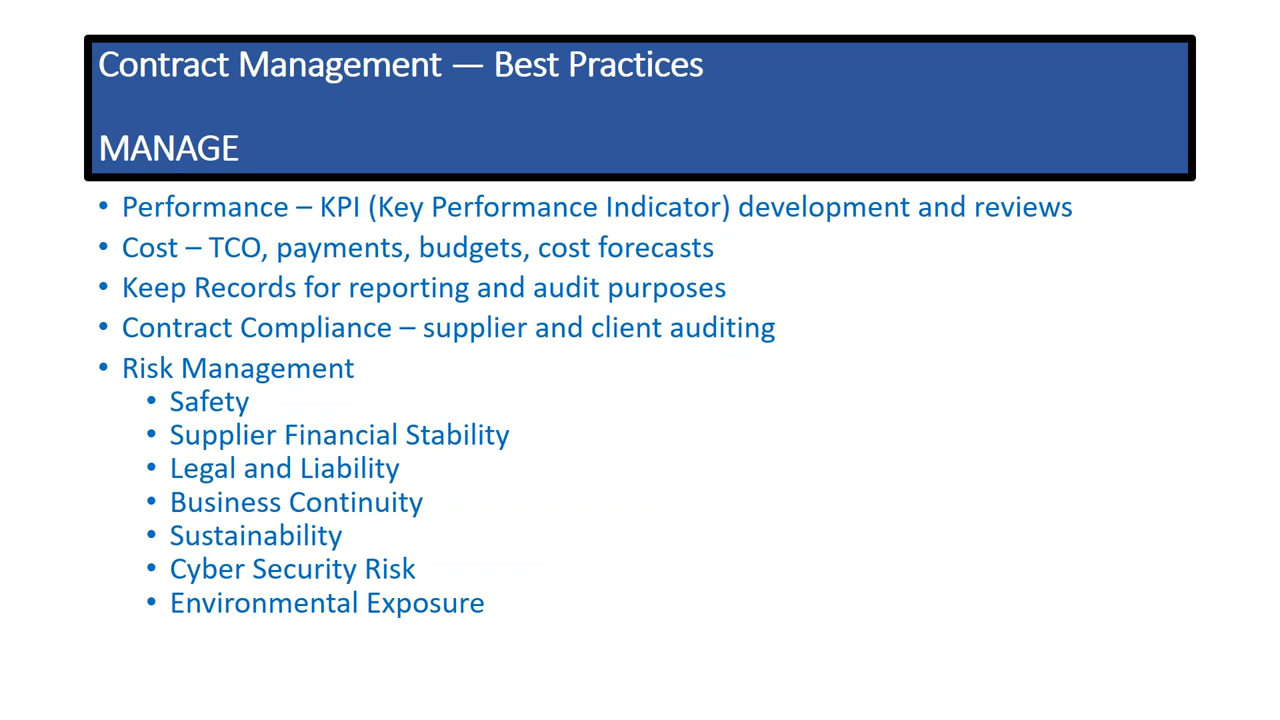 Contract Management — Best Practices
MANAGE
• Performance – KPI (Key Performance Indicator) development and reviews
• Cost – TCO, payments, budgets, cost forecasts
• Keep Records for reporting and audit purposes
• Contract Compliance – supplier and client auditing
• Risk Management
• Safety
• Supplier Financial Stability
• Legal and Liability
• Business Continuity
• Sustainability
• Cyber Security Risk
• Environmental Exposure